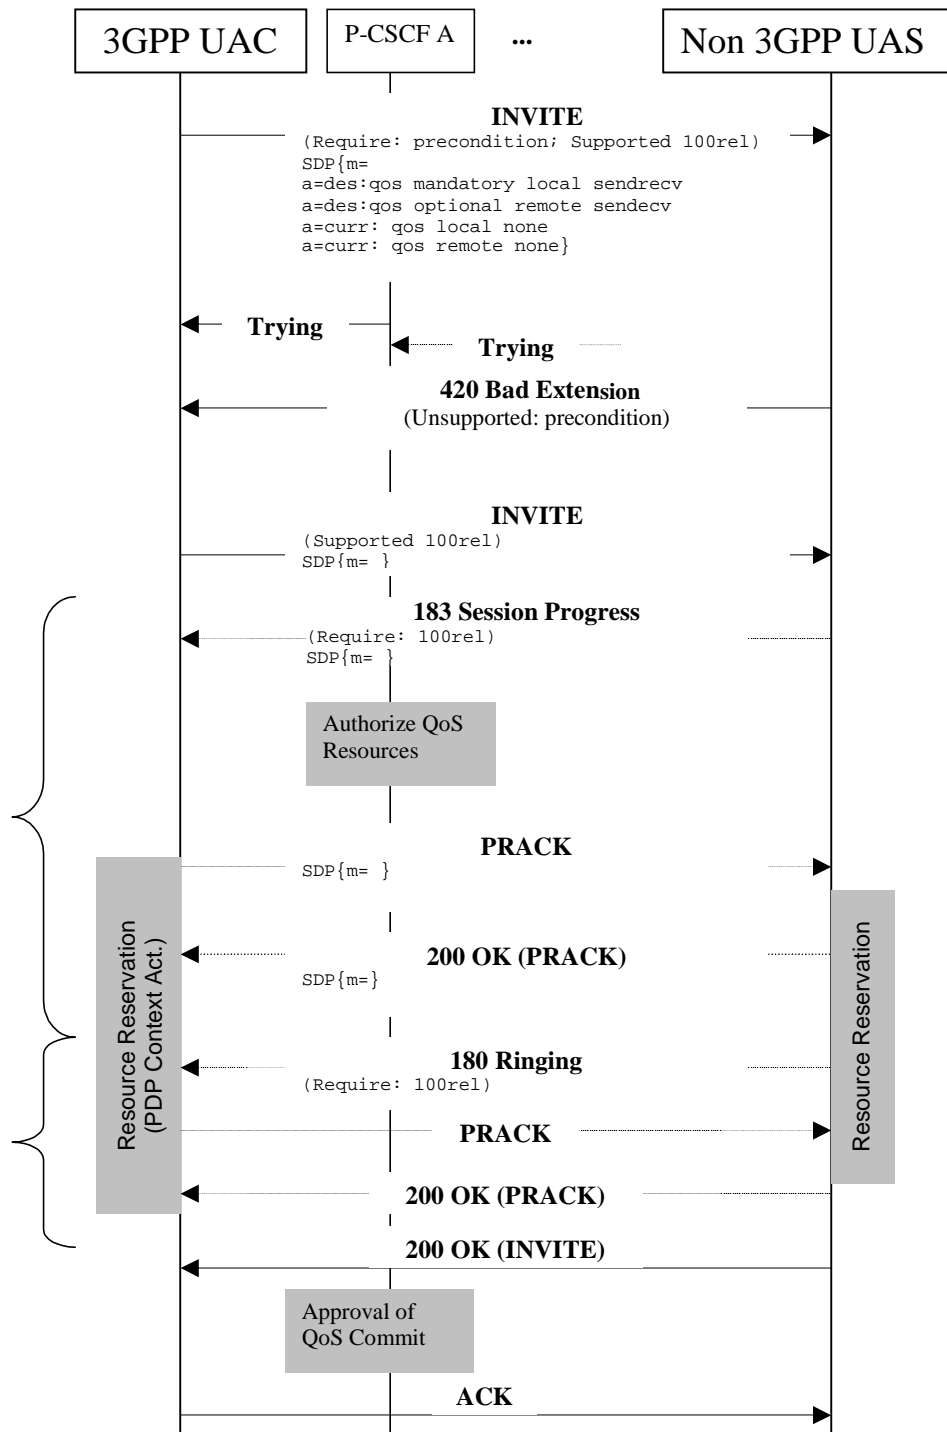 3GPP UAC
P-CSCF A
...
Non 3GPP UAS
INVITE
(Require: precondition; Supported 100rel)
SDP{m=
a=des:qos mandatory local sendrecv
a=des:qos optional remote sendecv
a=curr: qos local none
a=curr: qos remote none}
Trying
Trying
420 Bad Extension
(Unsupported: precondition)
INVITE
(Supported 100rel)
SDP{m= }
183 Session Progress
(Require: 100rel)
SDP{m= }
Authorize QoS
Resources
PRACK
SDP{m= }
Resource Reservation
(PDP Context Act.)
Resource Reservation
200 OK (PRACK)
SDP{m=}
180 Ringing
(Require: 100rel)
PRACK
200 OK (PRACK)
200 OK (INVITE)
Approval of
QoS Commit
ACK